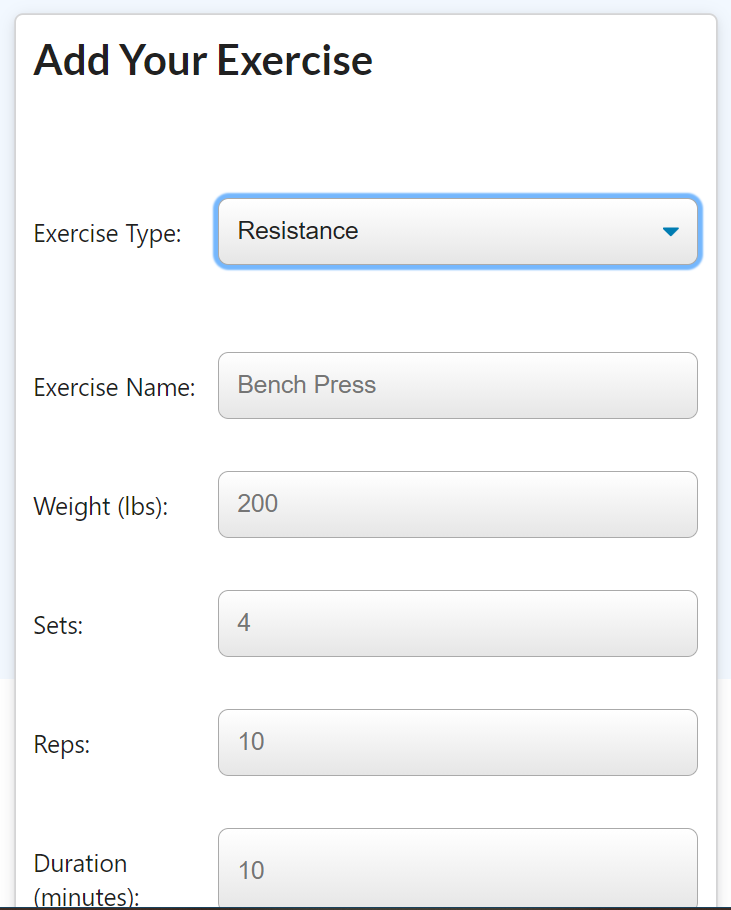 Add Your Exercise
Exercise Type: Resistance
Exercise Name: Bench Press
Weight (lbs): 200
Sets: 4
Reps: 10
Duration
(minutes): 10